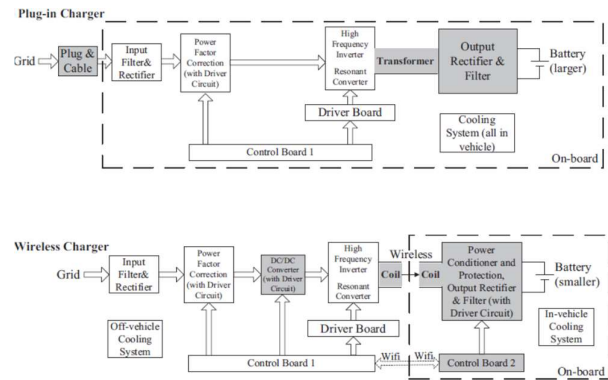 Plug-in Charger
Grid
Plug &
Cable
Input
Filter&
Rectifier
Power
Factor
Correction
(with Driver
Circuit)
High
Frequency
Inverter
Resonant
Converter
Transformer
Output
Rectifier &
Filter
Battery
(larger)
Driver Board
Control Board 1
Cooling
System (all in
vehicle)
On-board
Wireless Charger
Grid
Input
Filter&
Rectifier
Power
Factor
Correction
(with Driver
Circuit)
DC/DC
Converter
(with Driver
Circuit)
High
Frequency
Inverter
Resonant
Converter
Wireless
Coil
Coil
Power
Conditioner and
Protection,
Output Rectifier
& Filter (with
Driver Circuit)
Battery
(smaller)
Off-vehicle
Cooling
System
Driver Board
Control Board 1
Wifi
Wifi
Control Board 2
In-vehicle
Cooling
System
On-board